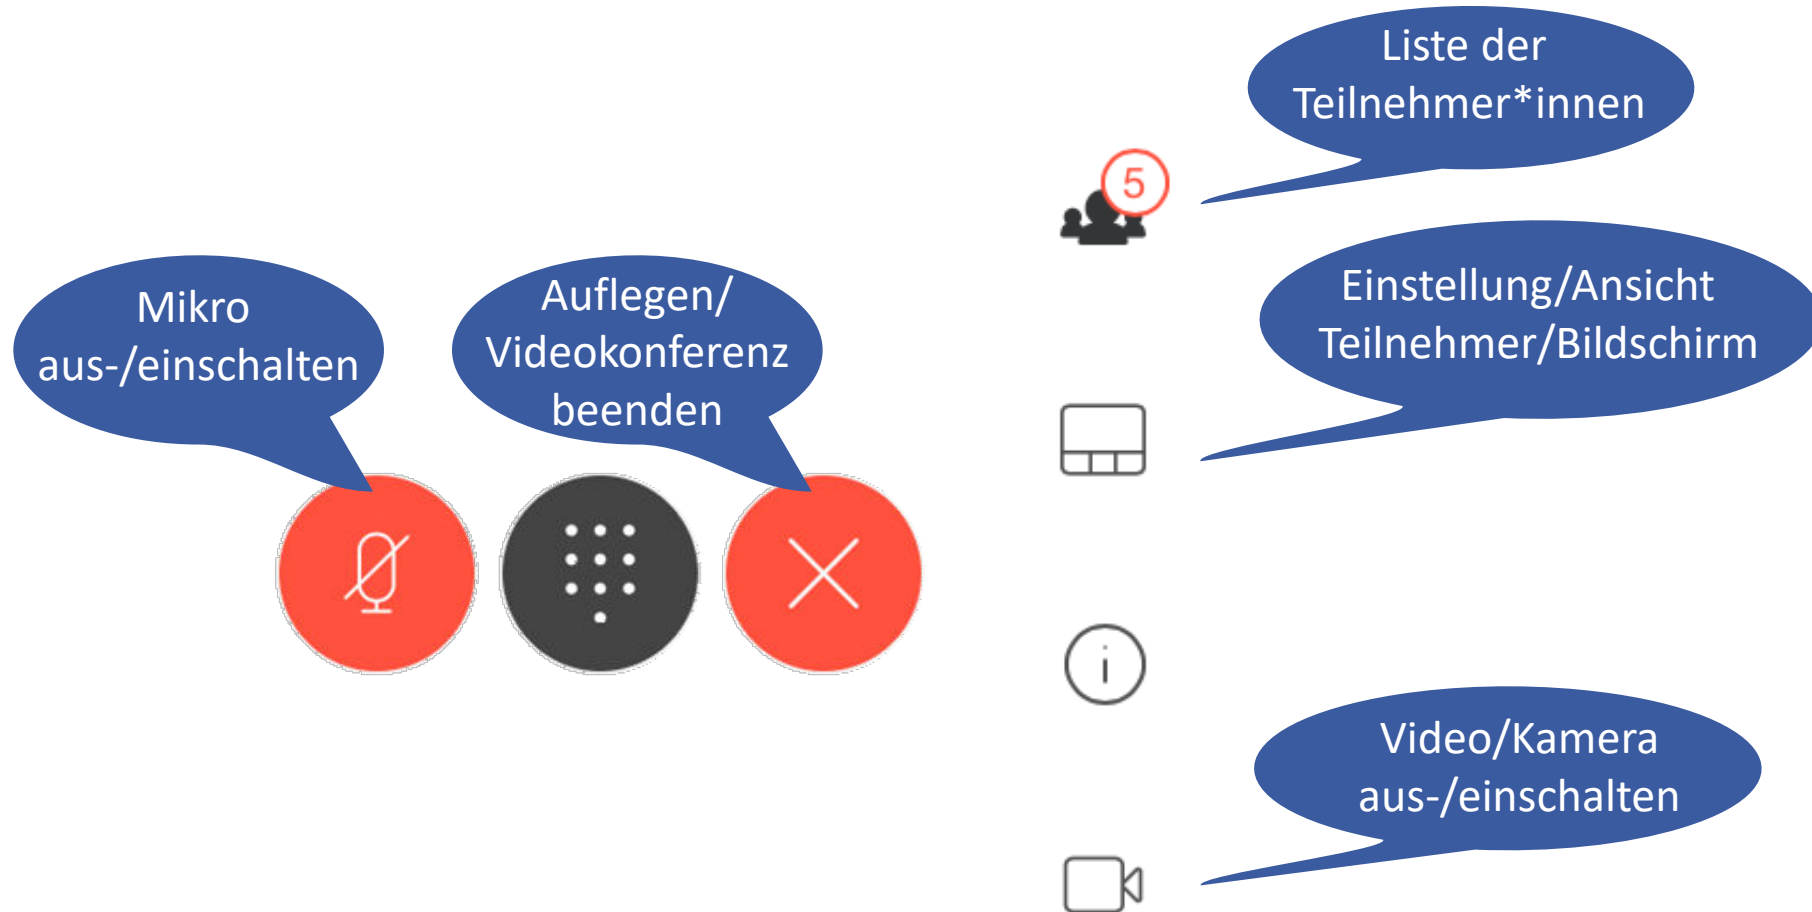 Liste der
Teilnehmer*innen
5
Einstellung/Ansicht
Teilnehmer/Bildschirm
Mikro
aus-/einschalten
Auflegen/
Videokonferenz
beenden
i
Video/Kamera
aus-/einschalten